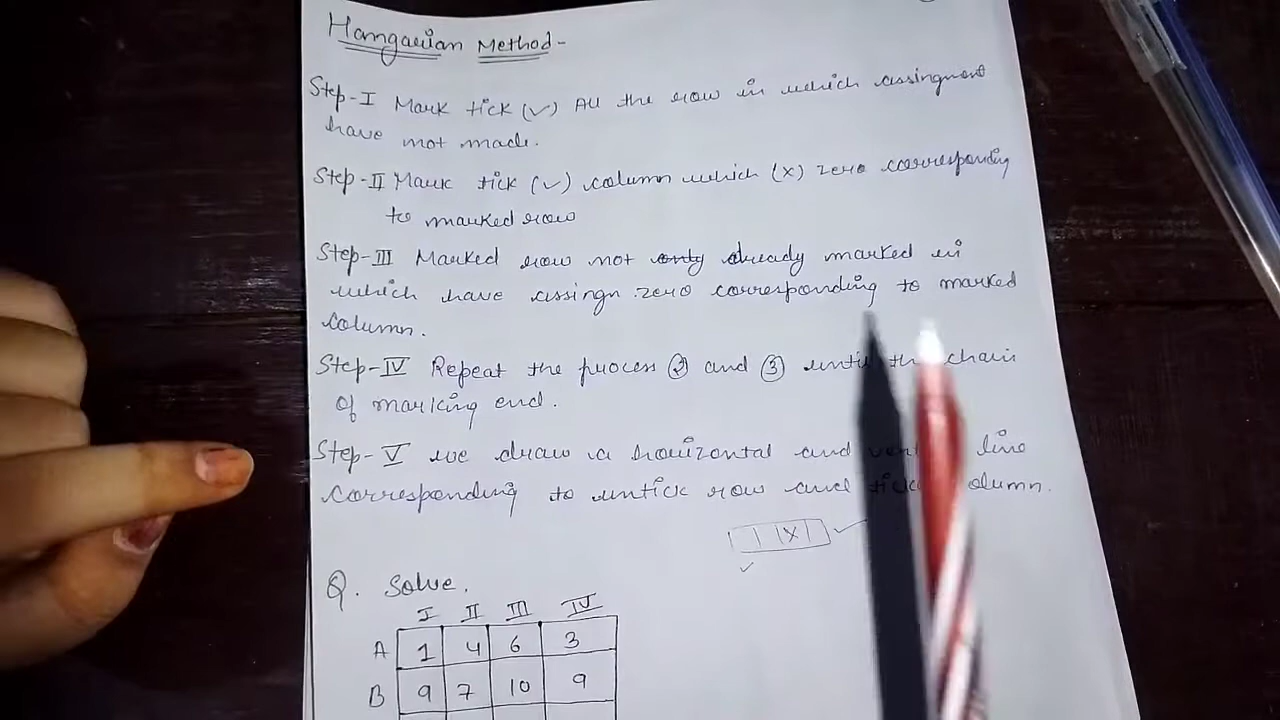 Hangarian Method-
Step-I Mark tick (✓) All the row in which assingment
have not made.
Step-II Mark tick (✓) column which (x) zero corresponding
to marked row
Step-III Marked row not only already marked in
which have assingn zero corresponding to marked
column.
Step-IV Repeat the process ② and ③ until the chain
of marking end.
Step-V we draw a horizontal and line
corresponding to untick row and column.
x ✓
✓
Q. Solve.
I II III IV
A 1 4 6 3
B 9 7 10 9